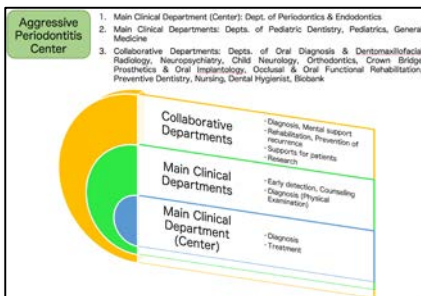 Aggressive
Periodontitis
Center
1. Main Clinical Department (Center): Dept. of Periodontics & Endodontics
2. Main Clinical Departments: Depts. of Pediatric Dentistry, Pediatrics, General
Medicine
3. Collaborative Departments: Depts. of Oral Diagnosis & Dentomaxillofacial
Radiology, Neuropsychiatry, Child Neurology, Orthodontics, Crown Bridge
Prosthetics & Oral Implantology, Occlusal & Oral Functional Rehabilitation,
Preventive Dentistry, Nursing, Dental Hygienist, Biobank
Collaborative
Departments
・Diagnosis, Mental support
・Rehabilitation, Prevention of
recurrence
・Supports for patients
・Research
Main Clinical
Departments
・Early detection, Counseling
・Diagnosis (Physical
Examination)
Main Clinical
Department
(Center)
・Diagnosis
・Treatment